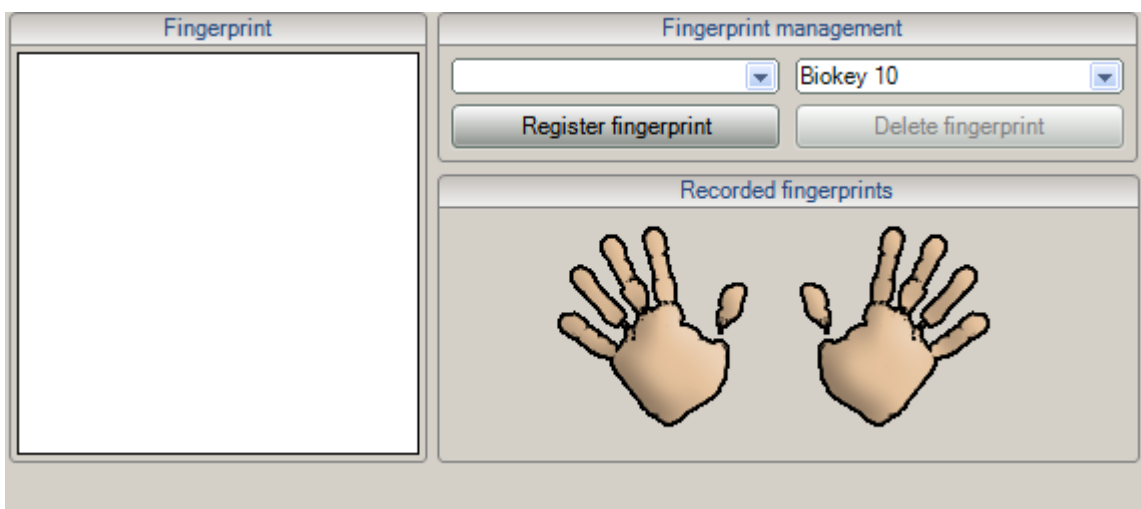 Fingerprint
Fingerprint management
Biokey 10
Register fingerprint
Delete fingerprint
Recorded fingerprints